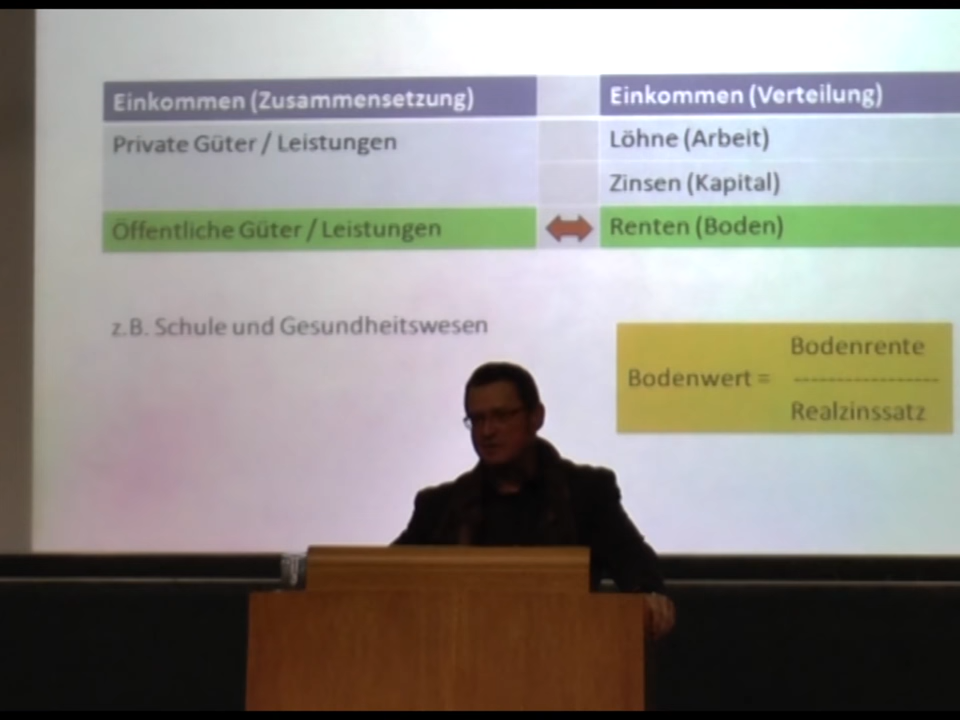 Einkommen (Zusammensetzung)
Einkommen (Verteilung)
Private Güter / Leistungen
Löhne (Arbeit)
Zinsen (Kapital)
Öffentliche Güter / Leistungen
Renten (Boden)
z.B. Schule und Gesundheitswesen
Bodenrente
Bodenwert = -----------------
Realzinssatz